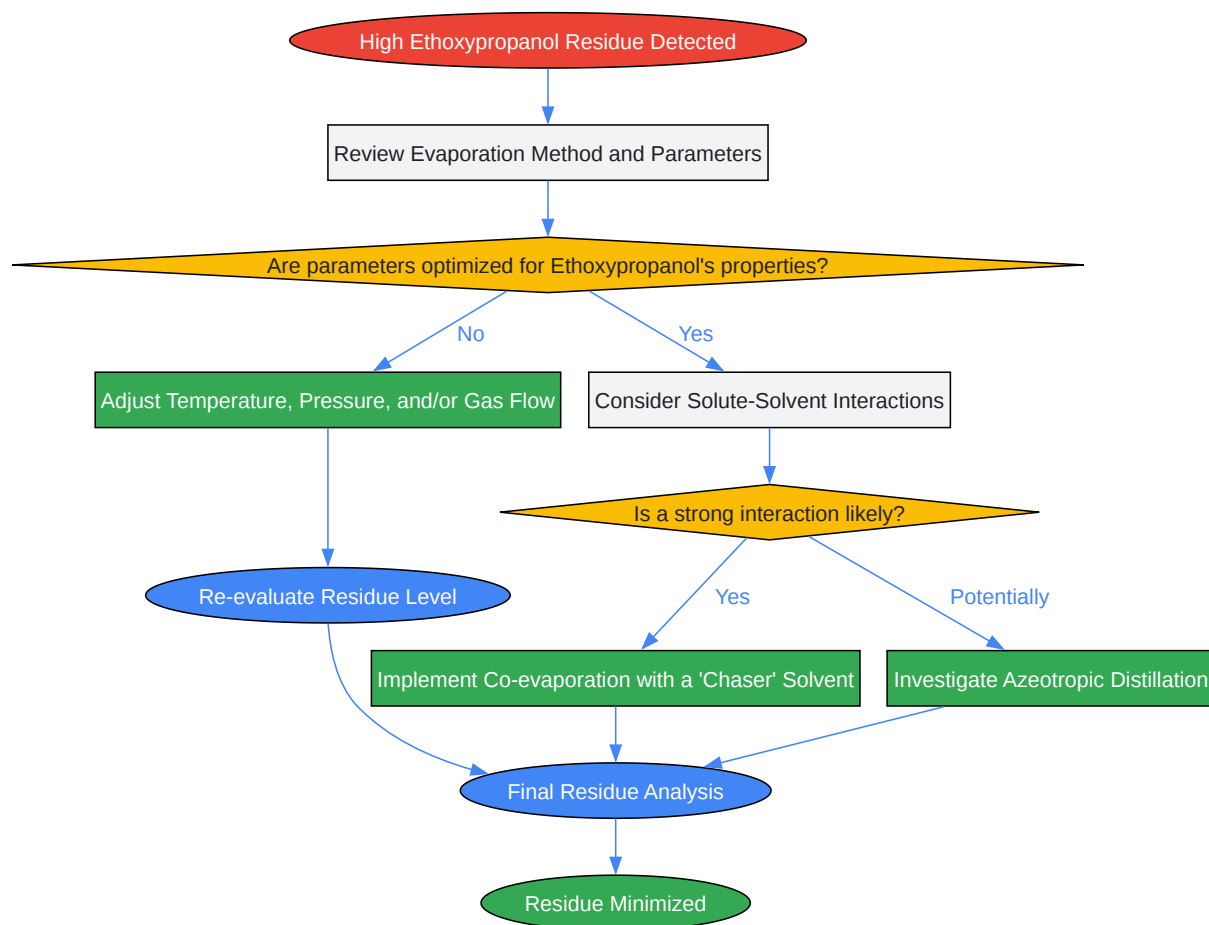 High Ethoxypropanol Residue Detected
Review Evaporation Method and Parameters
Are parameters optimized for Ethoxypropanol's properties?
No
Yes
Adjust Temperature, Pressure, and/or Gas Flow
Consider Solute-Solvent Interactions
Is a strong interaction likely?
Re-evaluate Residue Level
Yes
Potentially
Implement Co-evaporation with a 'Chaser' Solvent
Investigate Azeotropic Distillation
Final Residue Analysis
Residue Minimized